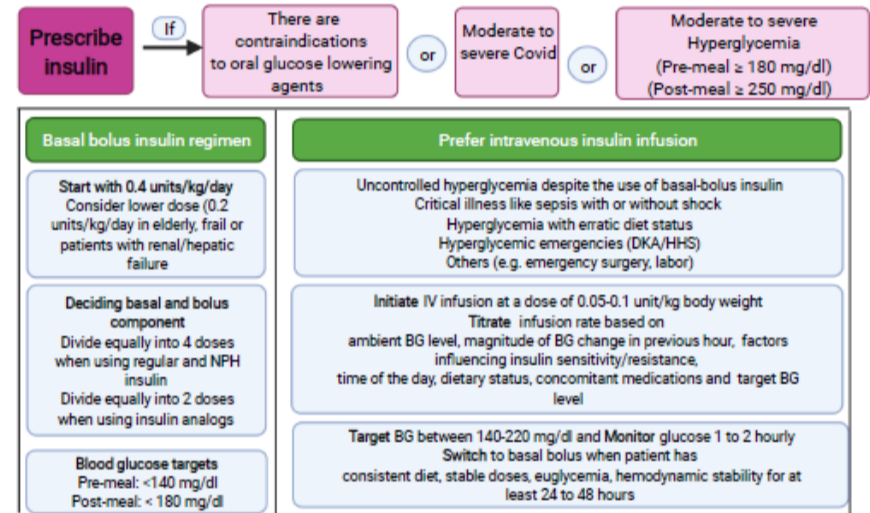 Prescribe
insulin
If
There are
contraindications
to oral glucose lowering
agents
or
Moderate to
severe Covid
or
Moderate to severe
Hyperglycemia
(Pre-meal ≥ 180 mg/dl)
(Post-meal ≥ 250 mg/dl)
Basal bolus insulin regimen
Start with 0.4 units/kg/day
Consider lower dose (0.2
units/kg/day in elderly, frail or
patients with renal/hepatic
failure
Deciding basal and bolus
component
Divide equally into 4 doses
when using regular and NPH
insulin
Divide equally into 2 doses
when using insulin analogs
Blood glucose targets
Pre-meal: <140 mg/dl
Post-meal: < 180 mg/dl
Prefer intravenous insulin infusion
Uncontrolled hyperglycemia despite the use of basal-bolus insulin
Critical illness like sepsis with or without shock
Hyperglycemia with erratic diet status
Hyperglycemic emergencies (DKA/HHS)
Others (e.g. emergency surgery, labor)
Initiate IV infusion at a dose of 0.05-0.1 unit/kg body weight
Titrate infusion rate based on
ambient BG level, magnitude of BG change in previous hour, factors
influencing insulin sensitivity/resistance,
time of the day, dietary status, concomitant medications and target BG
level
Target BG between 140-220 mg/dl and Monitor glucose 1 to 2 hourly
Switch to basal bolus when patient has
consistent diet, stable doses, euglycemia, hemodynamic stability for at
least 24 to 48 hours